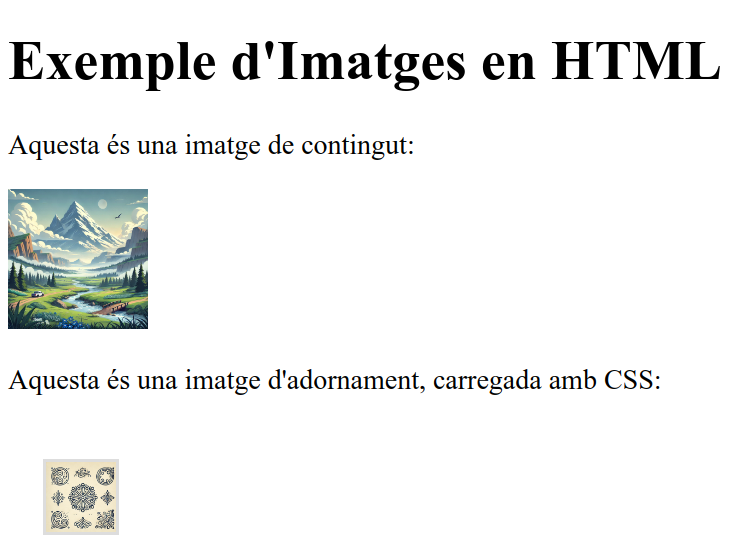 Exemple d'Imatges en HTML
Aquesta és una imatge de contingut:
Aquesta és una imatge d'adornament, carregada amb CSS: